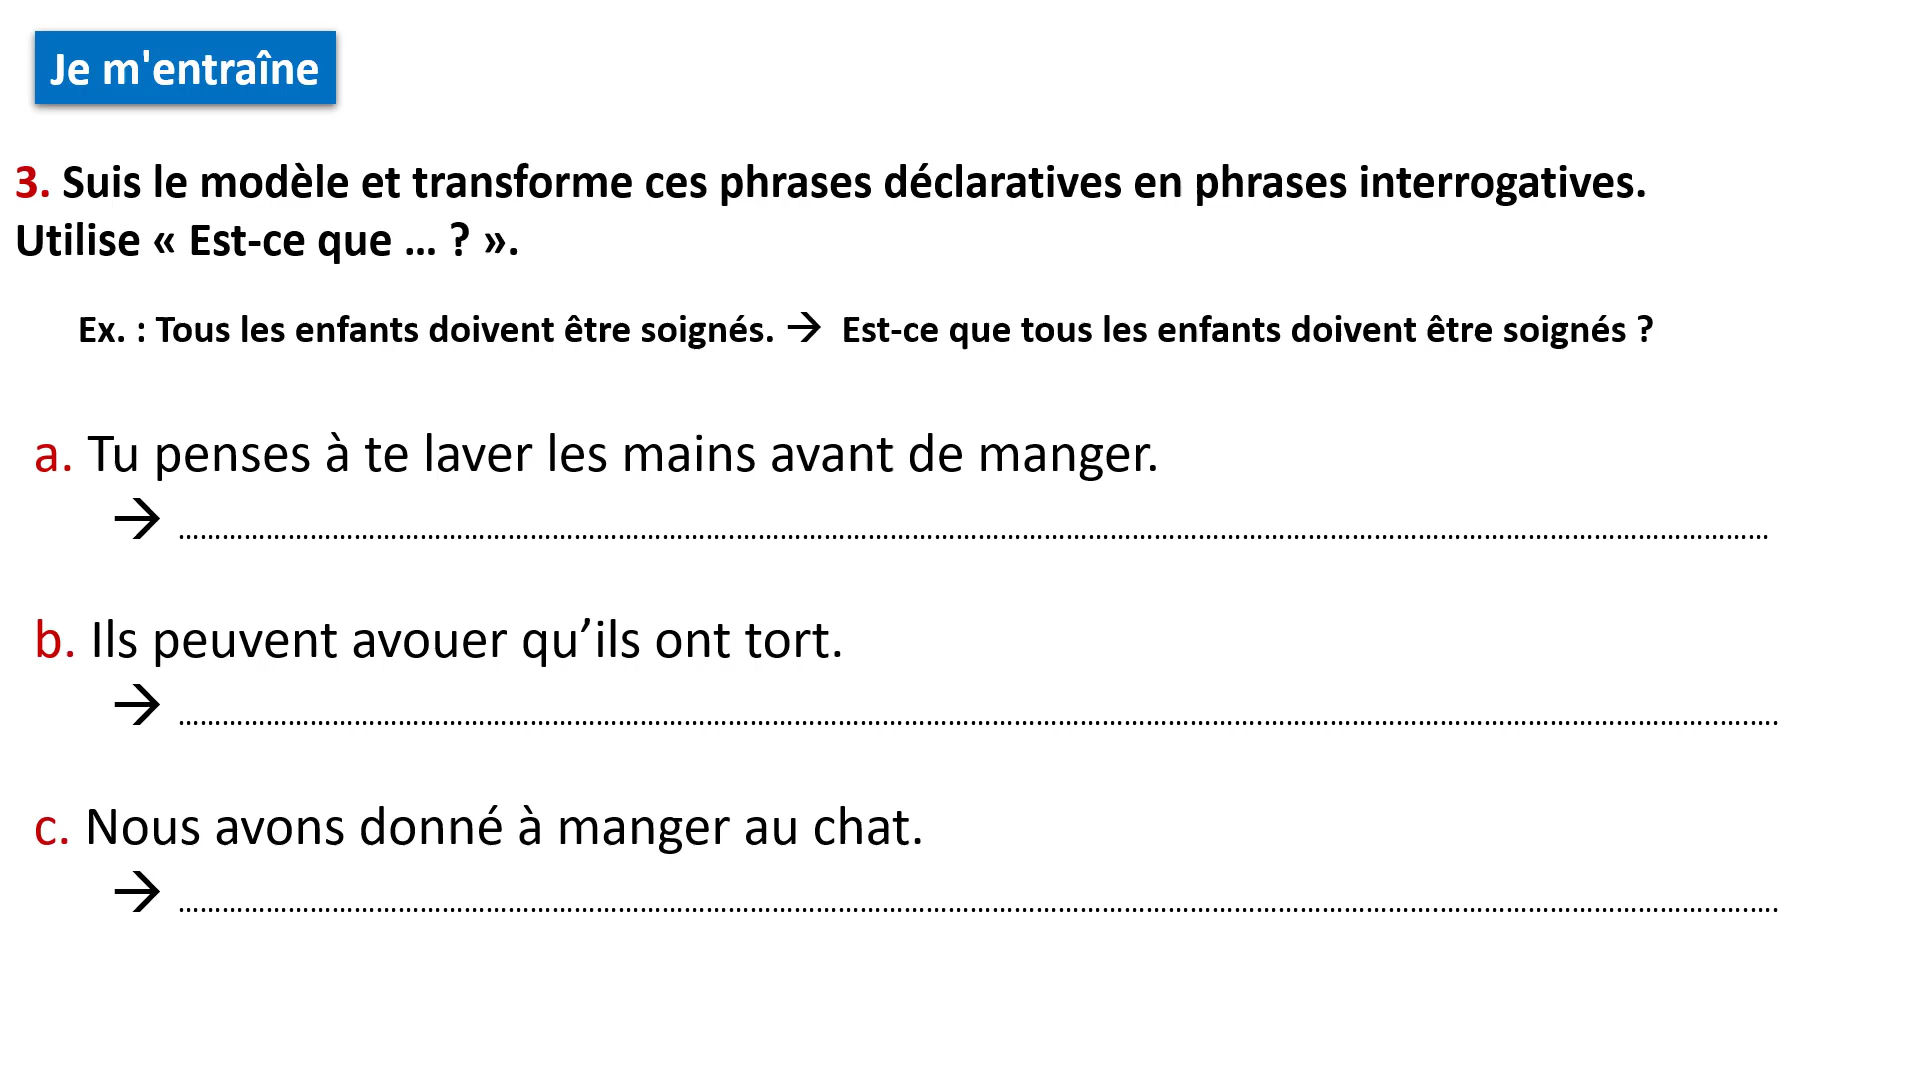 Je m'entraîne
3. Suis le modèle et transforme ces phrases déclaratives en phrases interrogatives.
Utilise « Est-ce que … ? ».
Ex. : Tous les enfants doivent être soignés. → Est-ce que tous les enfants doivent être soignés ?
a. Tu penses à te laver les mains avant de manger.
→ ……………………………………………………………………………………………
b. Ils peuvent avouer qu’ils ont tort.
→ ……………………………………………………………………………………………
c. Nous avons donné à manger au chat.
→ ……………………………………………………………………………………………